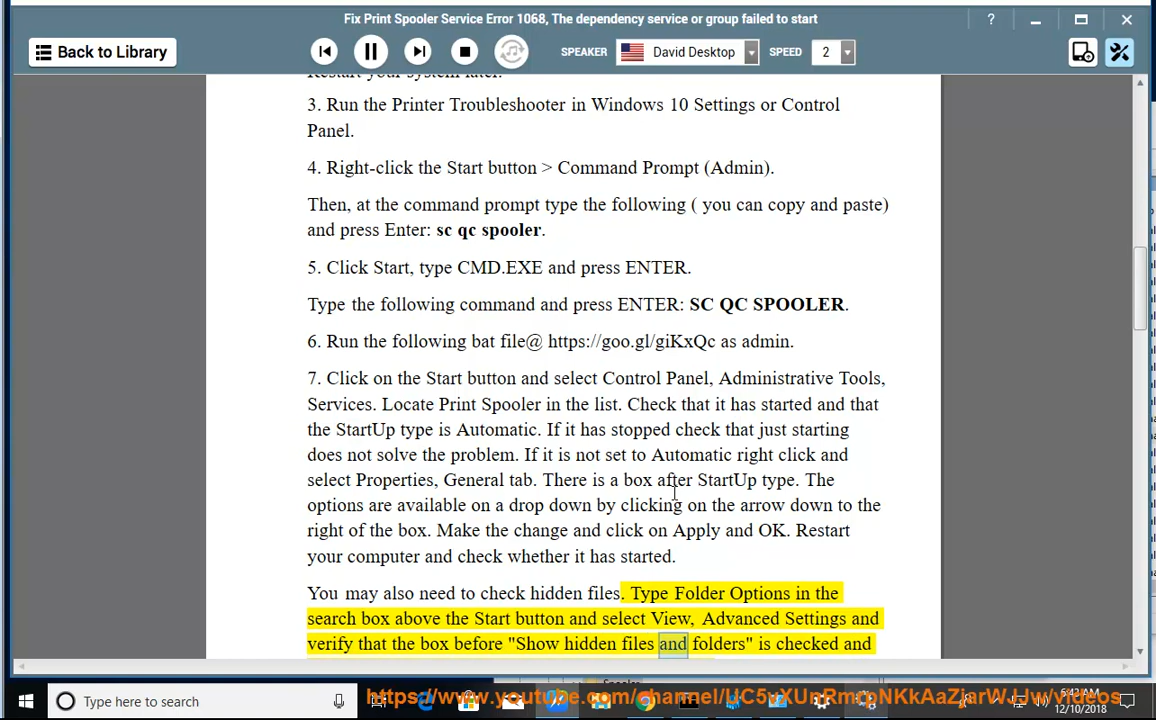 Fix Print Spooler Service Error 1068, The dependency service or group failed to start
?
Back to Library
SPEAKER
David Desktop
SPEED
2
Restart your system later.
3. Run the Printer Troubleshooter in Windows 10 Settings or Control
Panel.
4. Right-click the Start button > Command Prompt (Admin).
Then, at the command prompt type the following ( you can copy and paste)
and press Enter: sc qc spooler.
5. Click Start, type CMD.EXE and press ENTER.
Type the following command and press ENTER: SC QC SPOOLER.
6. Run the following bat file@ https://goo.gl/giKxQc as admin.
7. Click on the Start button and select Control Panel, Administrative Tools,
Services. Locate Print Spooler in the list. Check that it has started and that
the StartUp type is Automatic. If it has stopped check that just starting
does not solve the problem. If it is not set to Automatic right click and
select Properties, General tab. There is a box after StartUp type. The
options are available on a drop down by clicking on the arrow down to the
right of the box. Make the change and click on Apply and OK. Restart
your computer and check whether it has started.
You may also need to check hidden files. Type Folder Options in the
search box above the Start button and select View, Advanced Settings and
verify that the box before "Show hidden files and folders" is checked and
Type here to search
12/10/2018